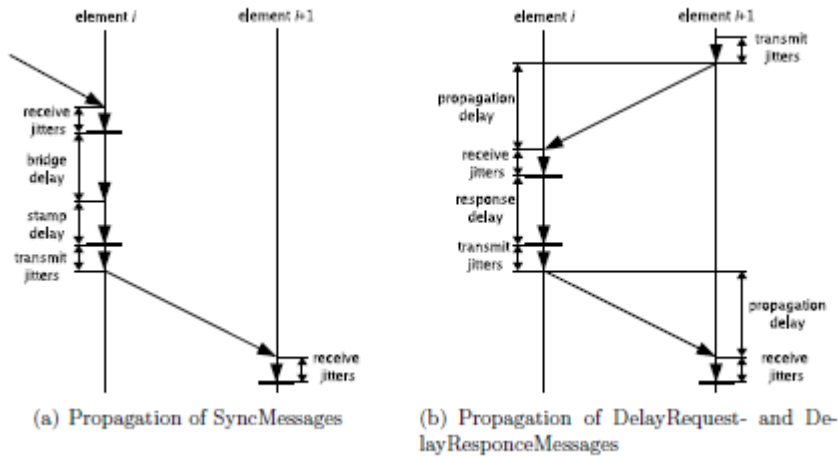 element i
element i+1
receive
jitters
bridge
delay
stamp
delay
transmit
jitters
receive
jitters
(a) Propagation of SyncMessages
element i
element i+1
transmit
jitters
propagation
delay
receive
jitters
response
delay
transmit
jitters
propagation
delay
receive
jitters
(b) Propagation of DelayRequest- and De-
layResponceMessages